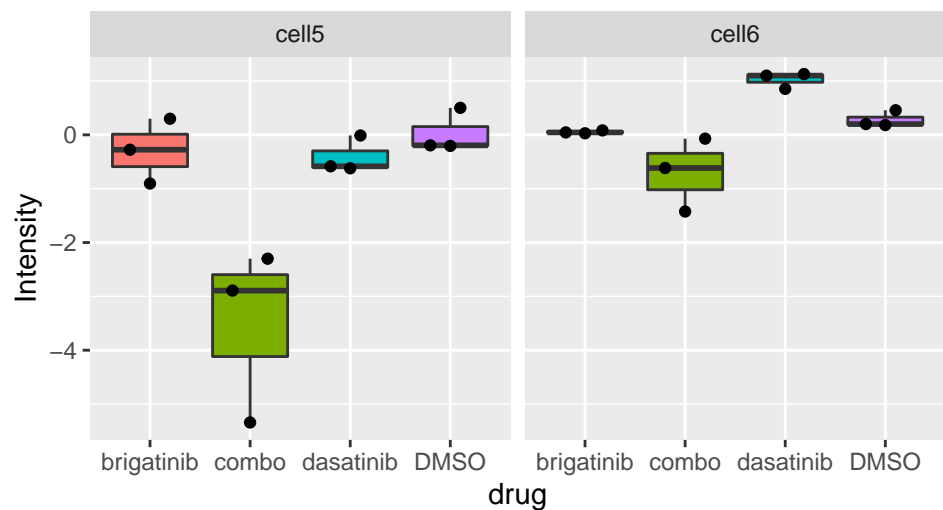 cell5 cell6
Intensity
0
−2
−4
brigatinib combo dasatinib DMSO brigatinib combo dasatinib DMSO
drug